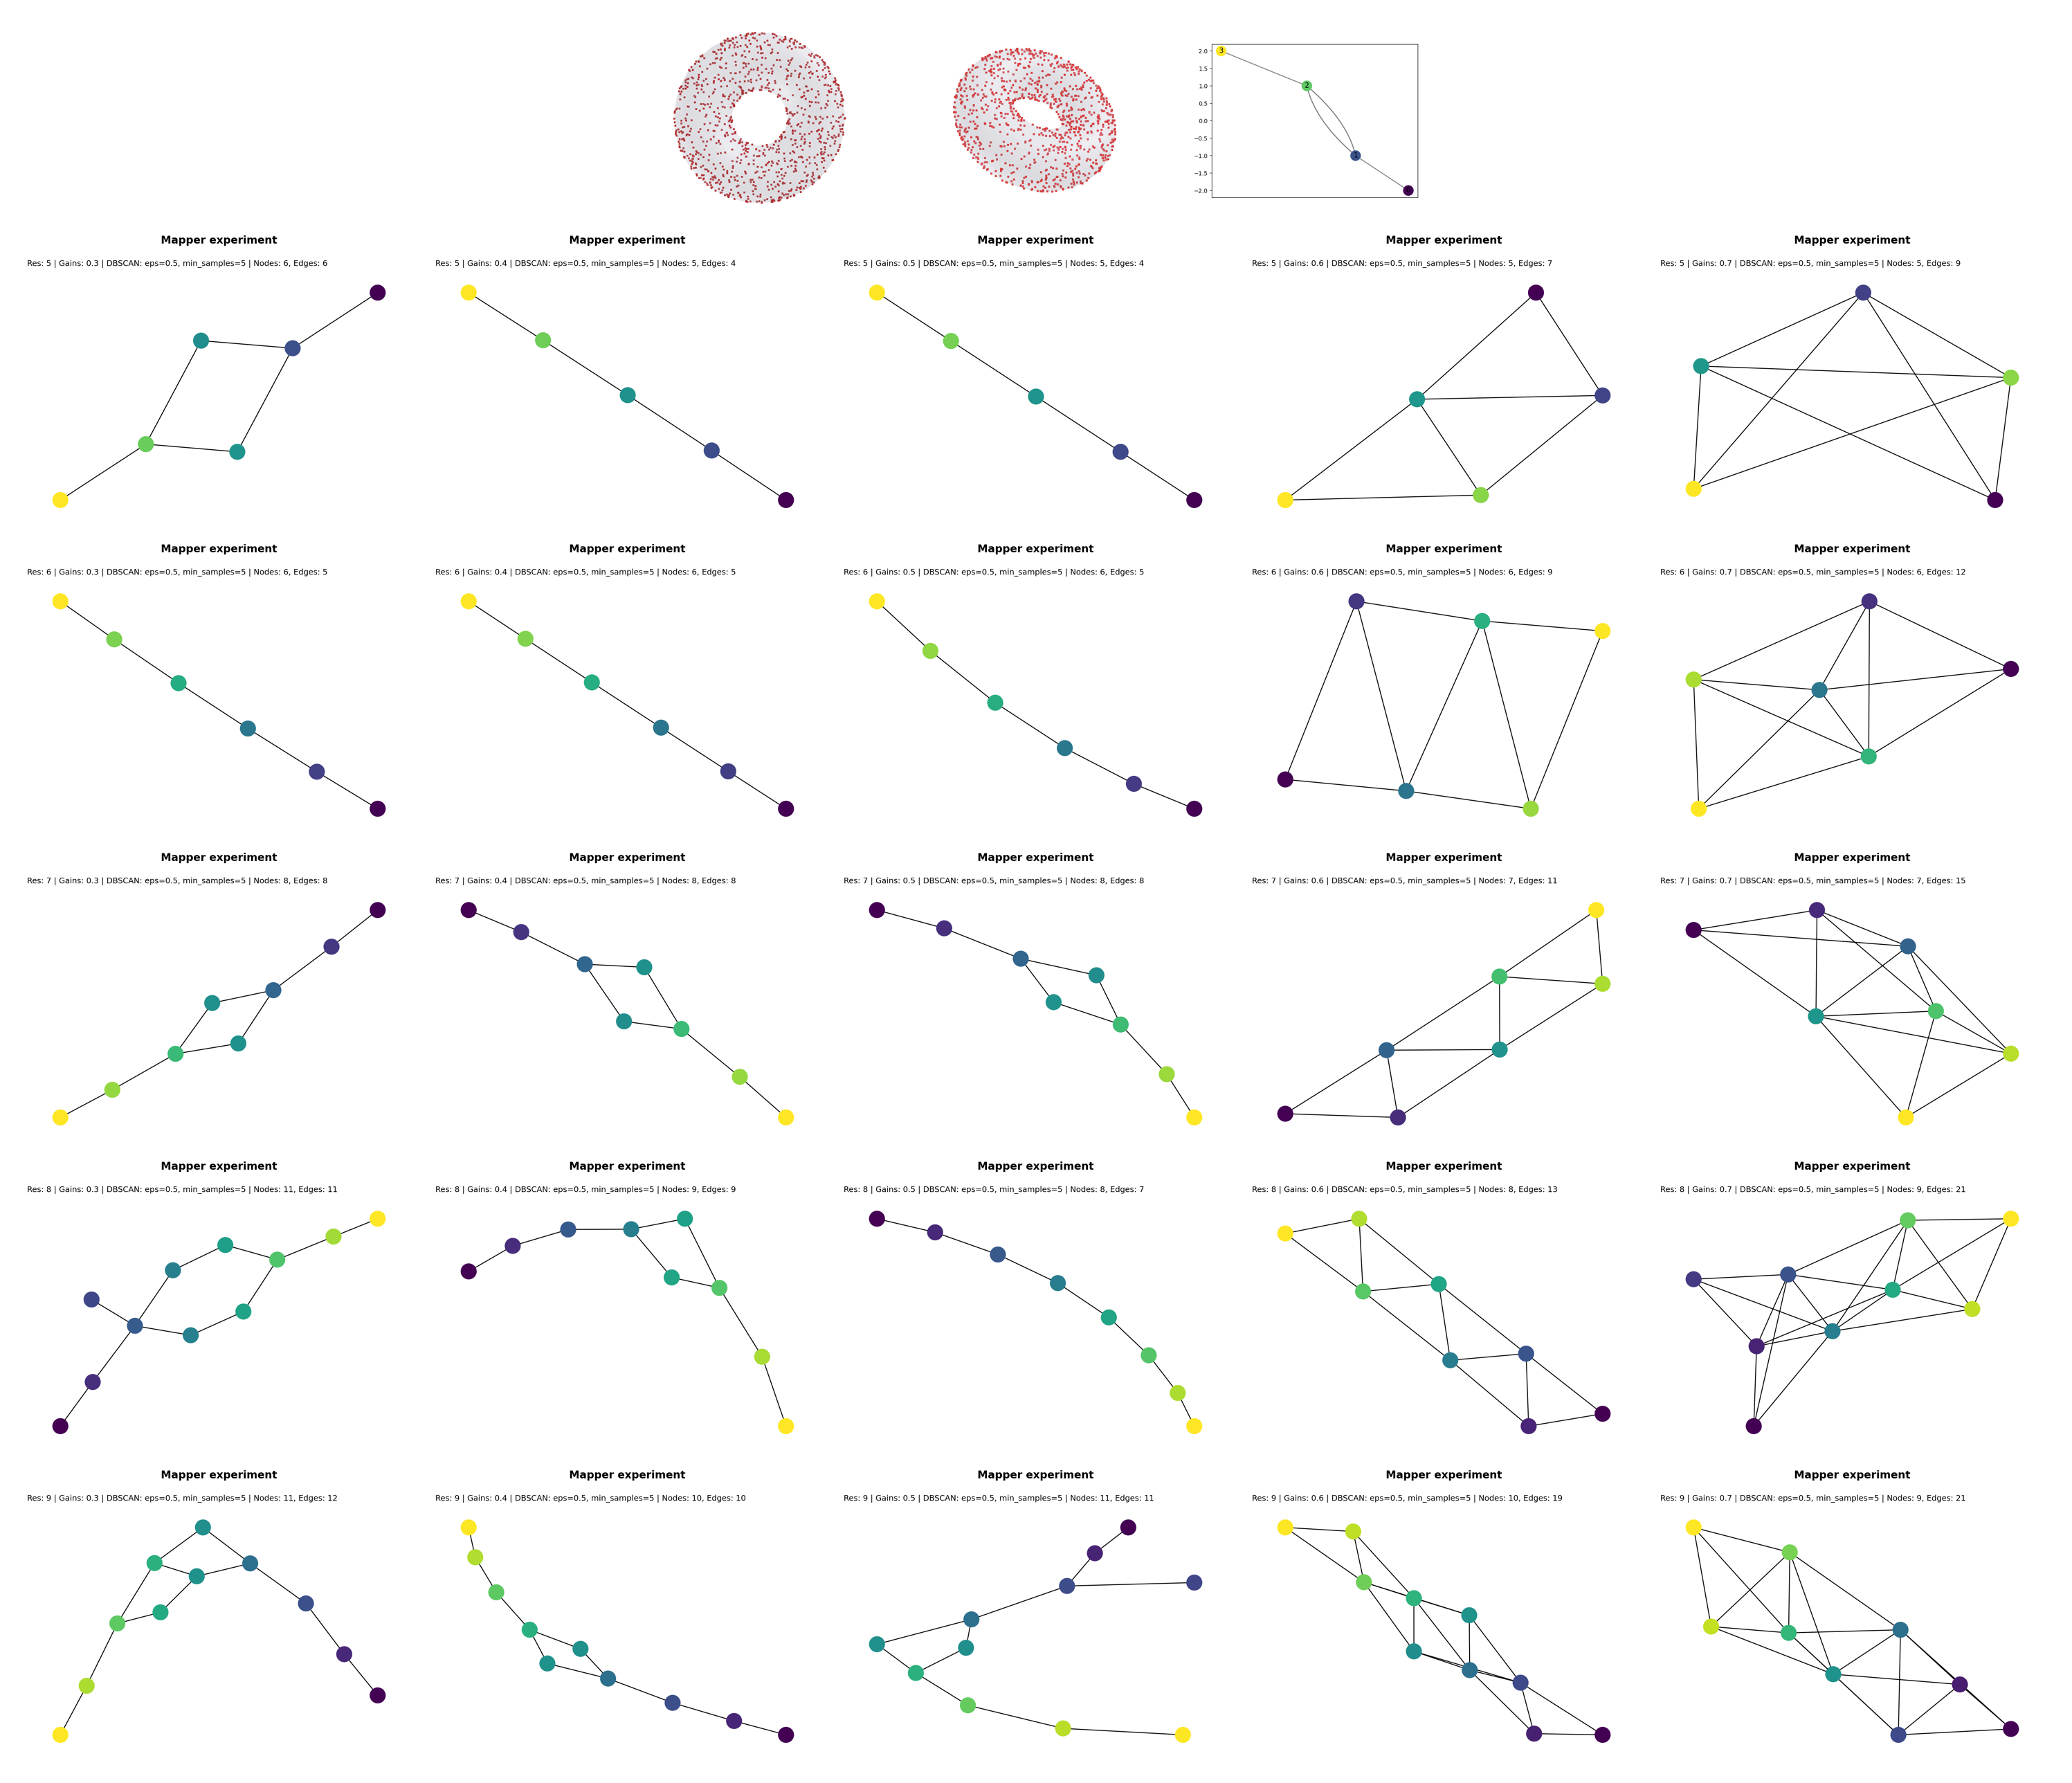 2.0
1.5
1.0
0.5
0.0
−0.5
−1.0
−1.5
−2.0
3
2
Mapper experiment Mapper experiment Mapper experiment Mapper experiment Mapper experiment
Res: 5 | Gains: 0.3 | DBSCAN: eps=0.5, min_samples=5 | Nodes: 6, Edges: 6
Res: 5 | Gains: 0.4 | DBSCAN: eps=0.5, min_samples=5 | Nodes: 5, Edges: 4
Res: 5 | Gains: 0.5 | DBSCAN: eps=0.5, min_samples=5 | Nodes: 5, Edges: 4
Res: 5 | Gains: 0.6 | DBSCAN: eps=0.5, min_samples=5 | Nodes: 5, Edges: 7
Res: 5 | Gains: 0.7 | DBSCAN: eps=0.5, min_samples=5 | Nodes: 5, Edges: 9
Mapper experiment Mapper experiment Mapper experiment Mapper experiment Mapper experiment
Res: 6 | Gains: 0.3 | DBSCAN: eps=0.5, min_samples=5 | Nodes: 6, Edges: 5
Res: 6 | Gains: 0.4 | DBSCAN: eps=0.5, min_samples=5 | Nodes: 6, Edges: 5
Res: 6 | Gains: 0.5 | DBSCAN: eps=0.5, min_samples=5 | Nodes: 6, Edges: 5
Res: 6 | Gains: 0.6 | DBSCAN: eps=0.5, min_samples=5 | Nodes: 6, Edges: 9
Res: 6 | Gains: 0.7 | DBSCAN: eps=0.5, min_samples=5 | Nodes: 6, Edges: 12
Mapper experiment Mapper experiment Mapper experiment Mapper experiment Mapper experiment
Res: 7 | Gains: 0.3 | DBSCAN: eps=0.5, min_samples=5 | Nodes: 8, Edges: 8
Res: 7 | Gains: 0.4 | DBSCAN: eps=0.5, min_samples=5 | Nodes: 8, Edges: 8
Res: 7 | Gains: 0.5 | DBSCAN: eps=0.5, min_samples=5 | Nodes: 8, Edges: 8
Res: 7 | Gains: 0.6 | DBSCAN: eps=0.5, min_samples=5 | Nodes: 7, Edges: 11
Res: 7 | Gains: 0.7 | DBSCAN: eps=0.5, min_samples=5 | Nodes: 7, Edges: 15
Mapper experiment Mapper experiment Mapper experiment Mapper experiment Mapper experiment
Res: 8 | Gains: 0.3 | DBSCAN: eps=0.5, min_samples=5 | Nodes: 11, Edges: 11
Res: 8 | Gains: 0.4 | DBSCAN: eps=0.5, min_samples=5 | Nodes: 9, Edges: 9
Res: 8 | Gains: 0.5 | DBSCAN: eps=0.5, min_samples=5 | Nodes: 8, Edges: 7
Res: 8 | Gains: 0.6 | DBSCAN: eps=0.5, min_samples=5 | Nodes: 8, Edges: 13
Res: 8 | Gains: 0.7 | DBSCAN: eps=0.5, min_samples=5 | Nodes: 9, Edges: 21
Mapper experiment Mapper experiment Mapper experiment Mapper experiment Mapper experiment
Res: 9 | Gains: 0.3 | DBSCAN: eps=0.5, min_samples=5 | Nodes: 11, Edges: 12
Res: 9 | Gains: 0.4 | DBSCAN: eps=0.5, min_samples=5 | Nodes: 10, Edges: 10
Res: 9 | Gains: 0.5 | DBSCAN: eps=0.5, min_samples=5 | Nodes: 11, Edges: 11
Res: 9 | Gains: 0.6 | DBSCAN: eps=0.5, min_samples=5 | Nodes: 10, Edges: 19
Res: 9 | Gains: 0.7 | DBSCAN: eps=0.5, min_samples=5 | Nodes: 9, Edges: 21